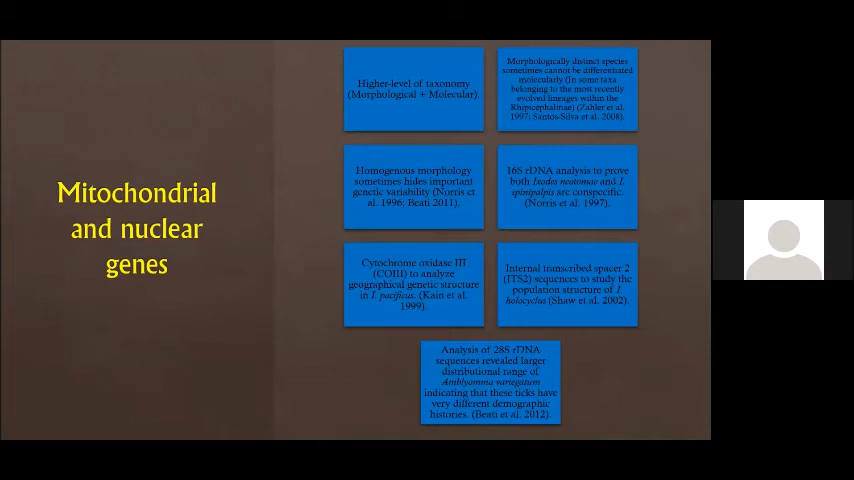 Mitochondrial
and nuclear
genes
Higher-level of taxonomy
(Morphological + Molecular).
Morphologically distinct species
sometimes cannot be differentiated
molecularly (In some taxa
belonging to the most recently
evolved lineages within the
Rhipicephalinae) (Zahler et al.
1997; Santos-Silva et al. 2008).
Homogenous morphology
sometimes hides important
genetic variability (Norris et
al. 1996; Beati 2011).
16S rDNA analysis to prove
both Ixodes neotomae and I.
spinipalpis are conspecific.
(Norris et al. 1997).
Cytochrome oxidase III
(COIII) to analyze
geographical genetic structure
in I. pacificus. (Kain et al.
1999).
Internal transcribed spacer 2
(ITS2) sequences to study the
population structure of I.
holocyclus (Shaw et al. 2002).
Analysis of 28S rDNA
sequences revealed larger
distributional range of
Amblyomma variegatum
indicating that these ticks have
very different demographic
histories. (Beati et al. 2012).